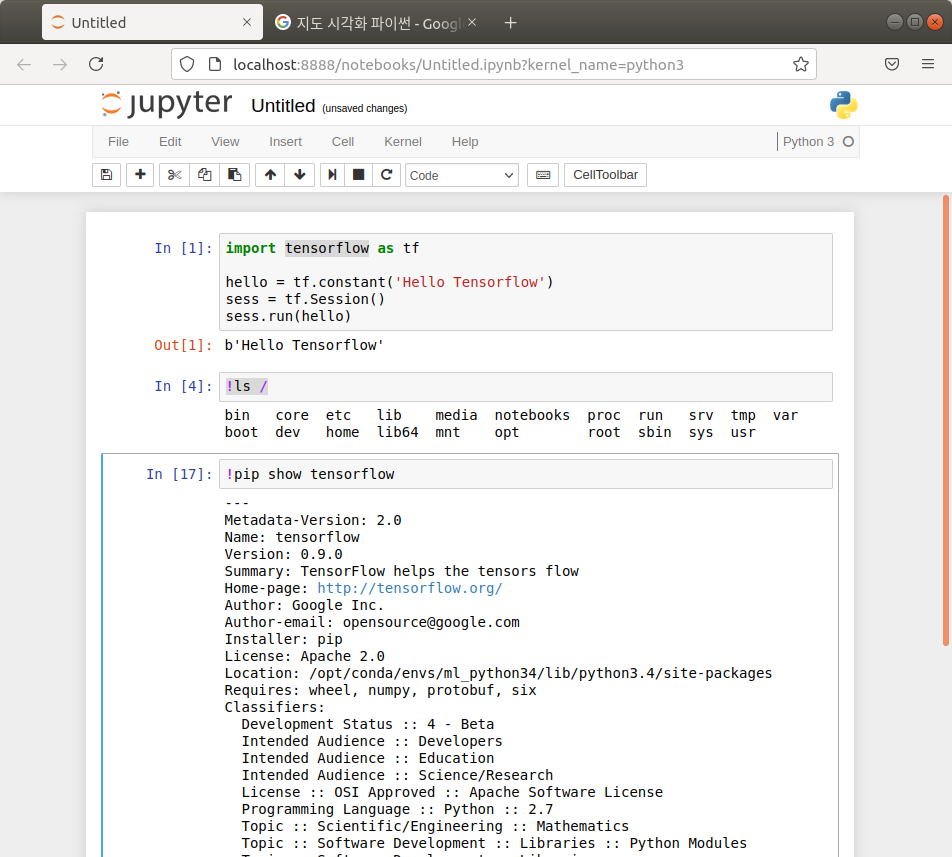 Untitled
지도 시각화 파이썬 - Goog
localhost:8888/notebooks/Untitled.ipynb?kernel_name=python3
jupyter Untitled (unsaved changes)
File Edit View Insert Cell Kernel Help Python 3
Code CellToolbar
In [1]: import tensorflow as tf
hello = tf.constant('Hello Tensorflow')
sess = tf.Session()
sess.run(hello)
Out[1]: b'Hello Tensorflow'
In [4]: !ls /
bin core etc lib media notebooks proc run srv tmp var
boot dev home lib64 mnt opt root sbin sys usr
In [17]: !pip show tensorflow
---
Metadata-Version: 2.0
Name: tensorflow
Version: 0.9.0
Summary: TensorFlow helps the tensors flow
Home-page: http://tensorflow.org/
Author: Google Inc.
Author-email: opensource@google.com
Installer: pip
License: Apache 2.0
Location: /opt/conda/envs/ml_python34/lib/python3.4/site-packages
Requires: wheel, numpy, protobuf, six
Classifiers:
Development Status :: 4 - Beta
Intended Audience :: Developers
Intended Audience :: Education
Intended Audience :: Science/Research
License :: OSI Approved :: Apache Software License
Programming Language :: Python :: 2.7
Topic :: Scientific/Engineering :: Mathematics
Topic :: Software Development :: Libraries :: Python Modules